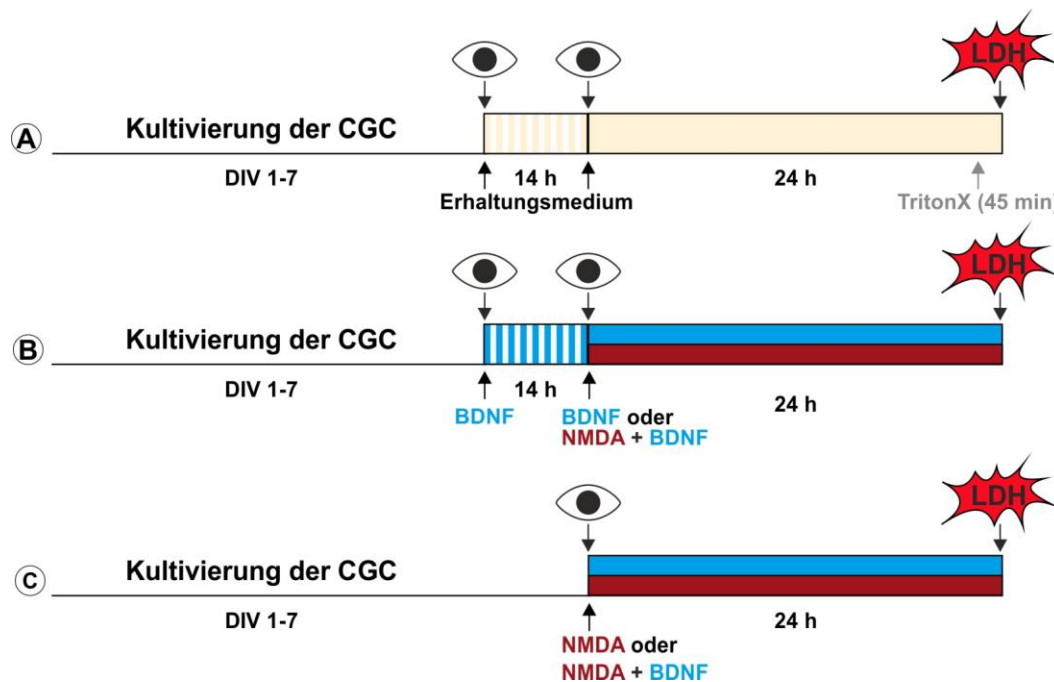 LDH
A
Kultivierung der CGC
DIV 1-7
14 h
24 h
Erhaltungsmedium
TritonX (45 min)
LDH
B
Kultivierung der CGC
DIV 1-7
14 h
24 h
BDNF
BDNF oder
NMDA + BDNF
LDH
C
Kultivierung der CGC
DIV 1-7
24 h
NMDA oder
NMDA + BDNF